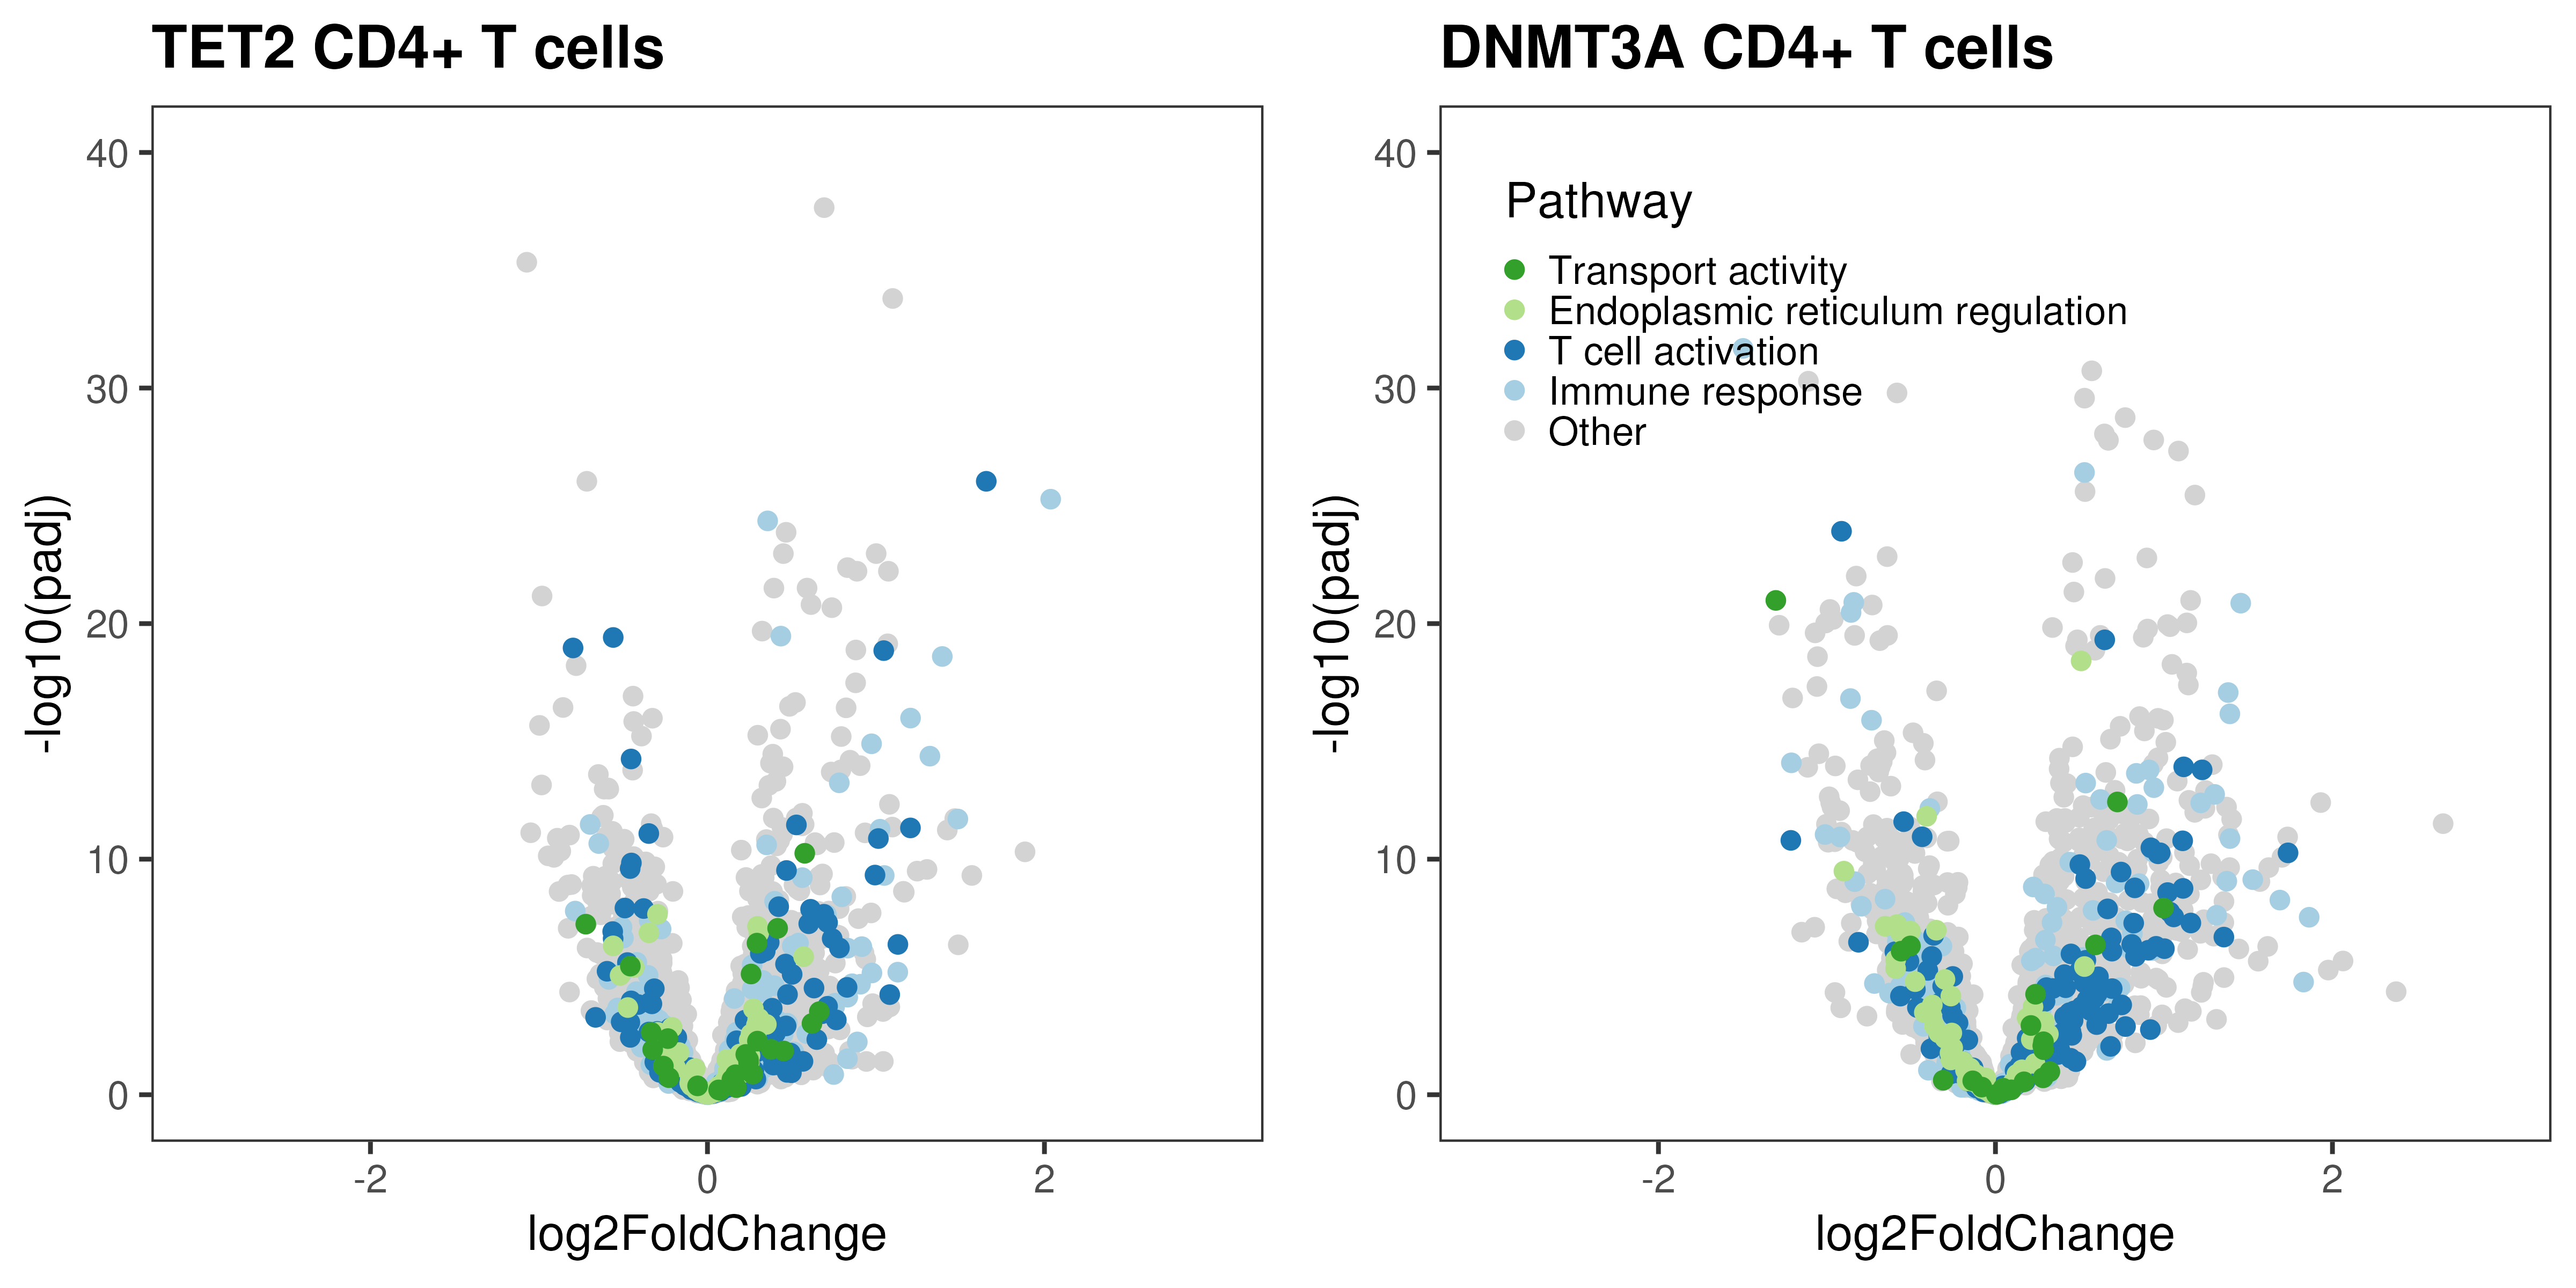 TET2 CD4+ T cells
-log10(padj)
40
30
20
10
0
-2 0 2
log2FoldChange
DNMT3A CD4+ T cells
-log10(padj)
40
30
20
10
0
Pathway
Transport activity
Endoplasmic reticulum regulation
T cell activation
Immune response
Other
-2 0 2
log2FoldChange